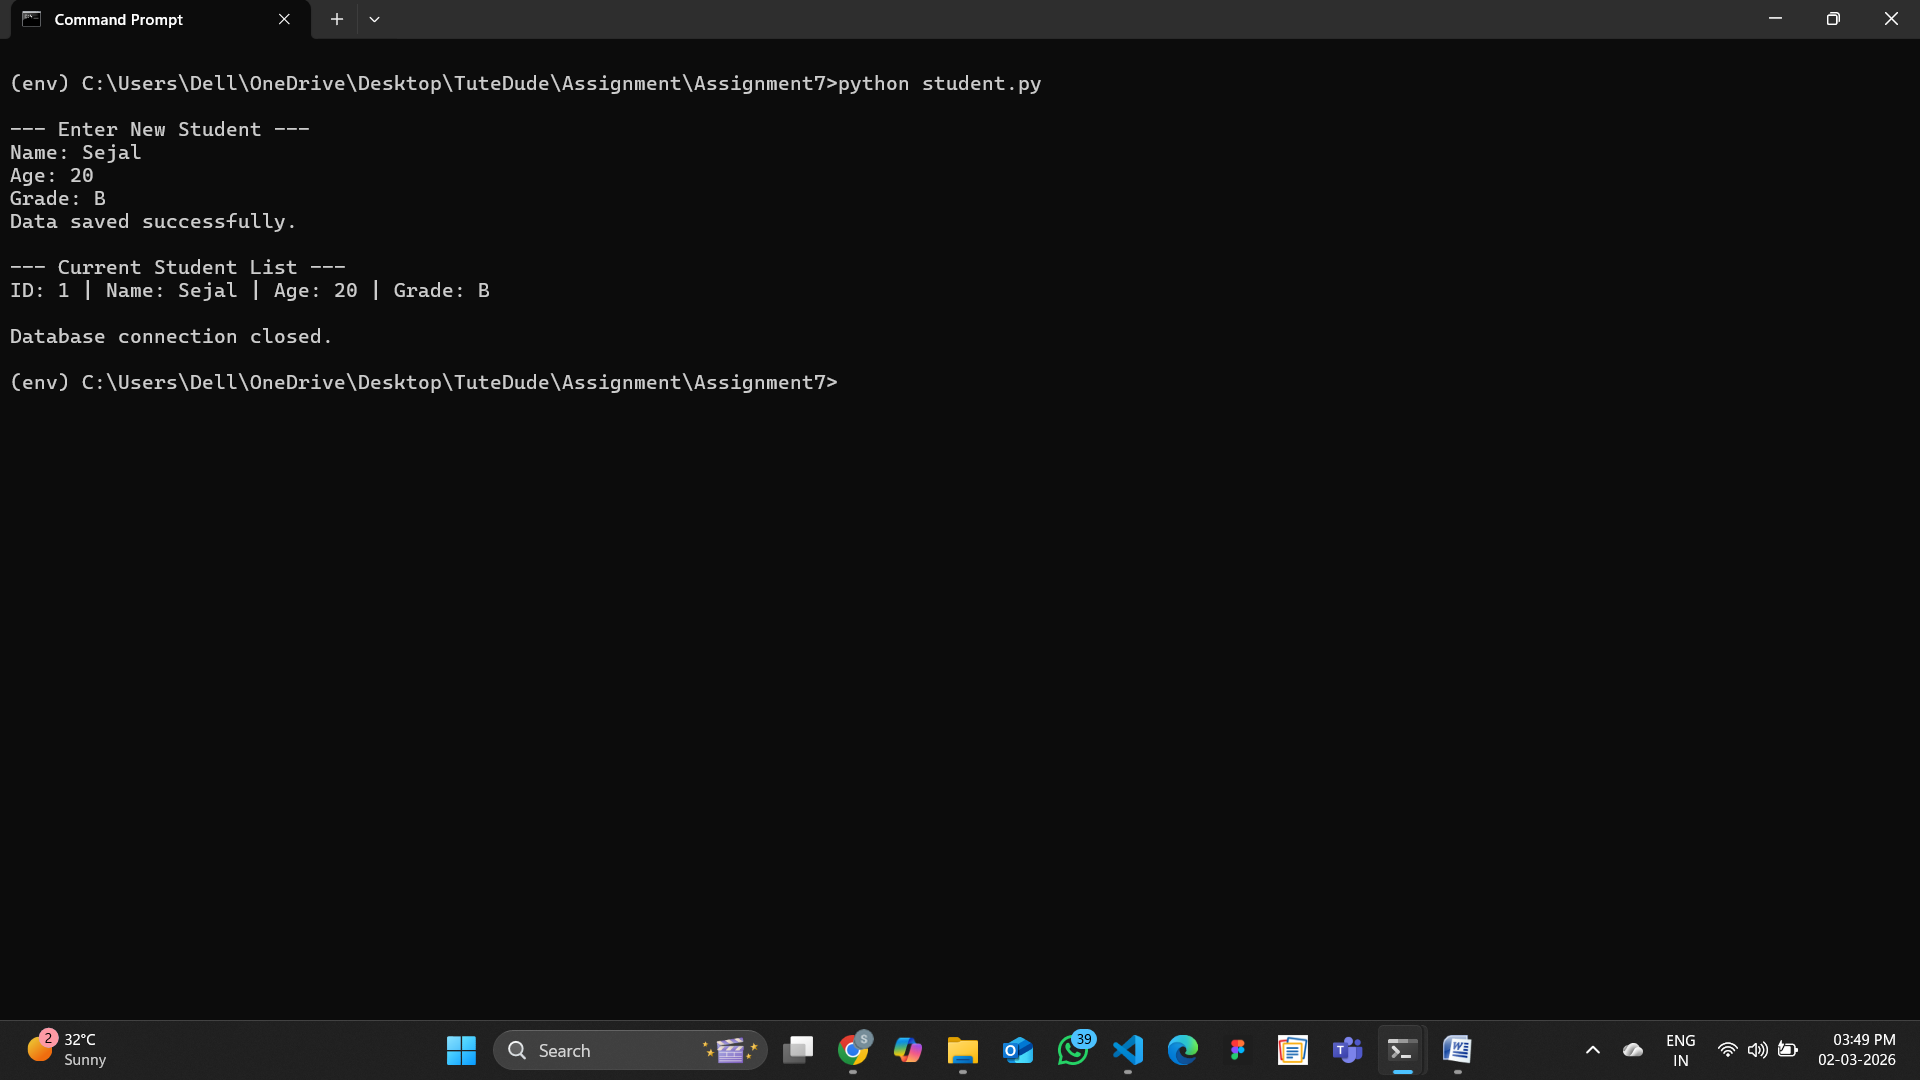 Command Prompt
(env) C:\Users\Dell\OneDrive\Desktop\TuteDude\Assignment\Assignment7>python student.py
--- Enter New Student ---
Name: Sejal
Age: 20
Grade: B
Data saved successfully.
--- Current Student List ---
ID: 1 | Name: Sejal | Age: 20 | Grade: B
Database connection closed.
(env) C:\Users\Dell\OneDrive\Desktop\TuteDude\Assignment\Assignment7>
2
32°C
Sunny
Search
S
39
ENG
IN
03:49 PM
02-03-2026